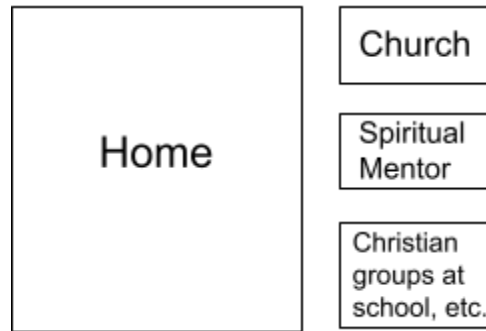 Home
Church
Spiritual
Mentor
Christian
groups at
school, etc.